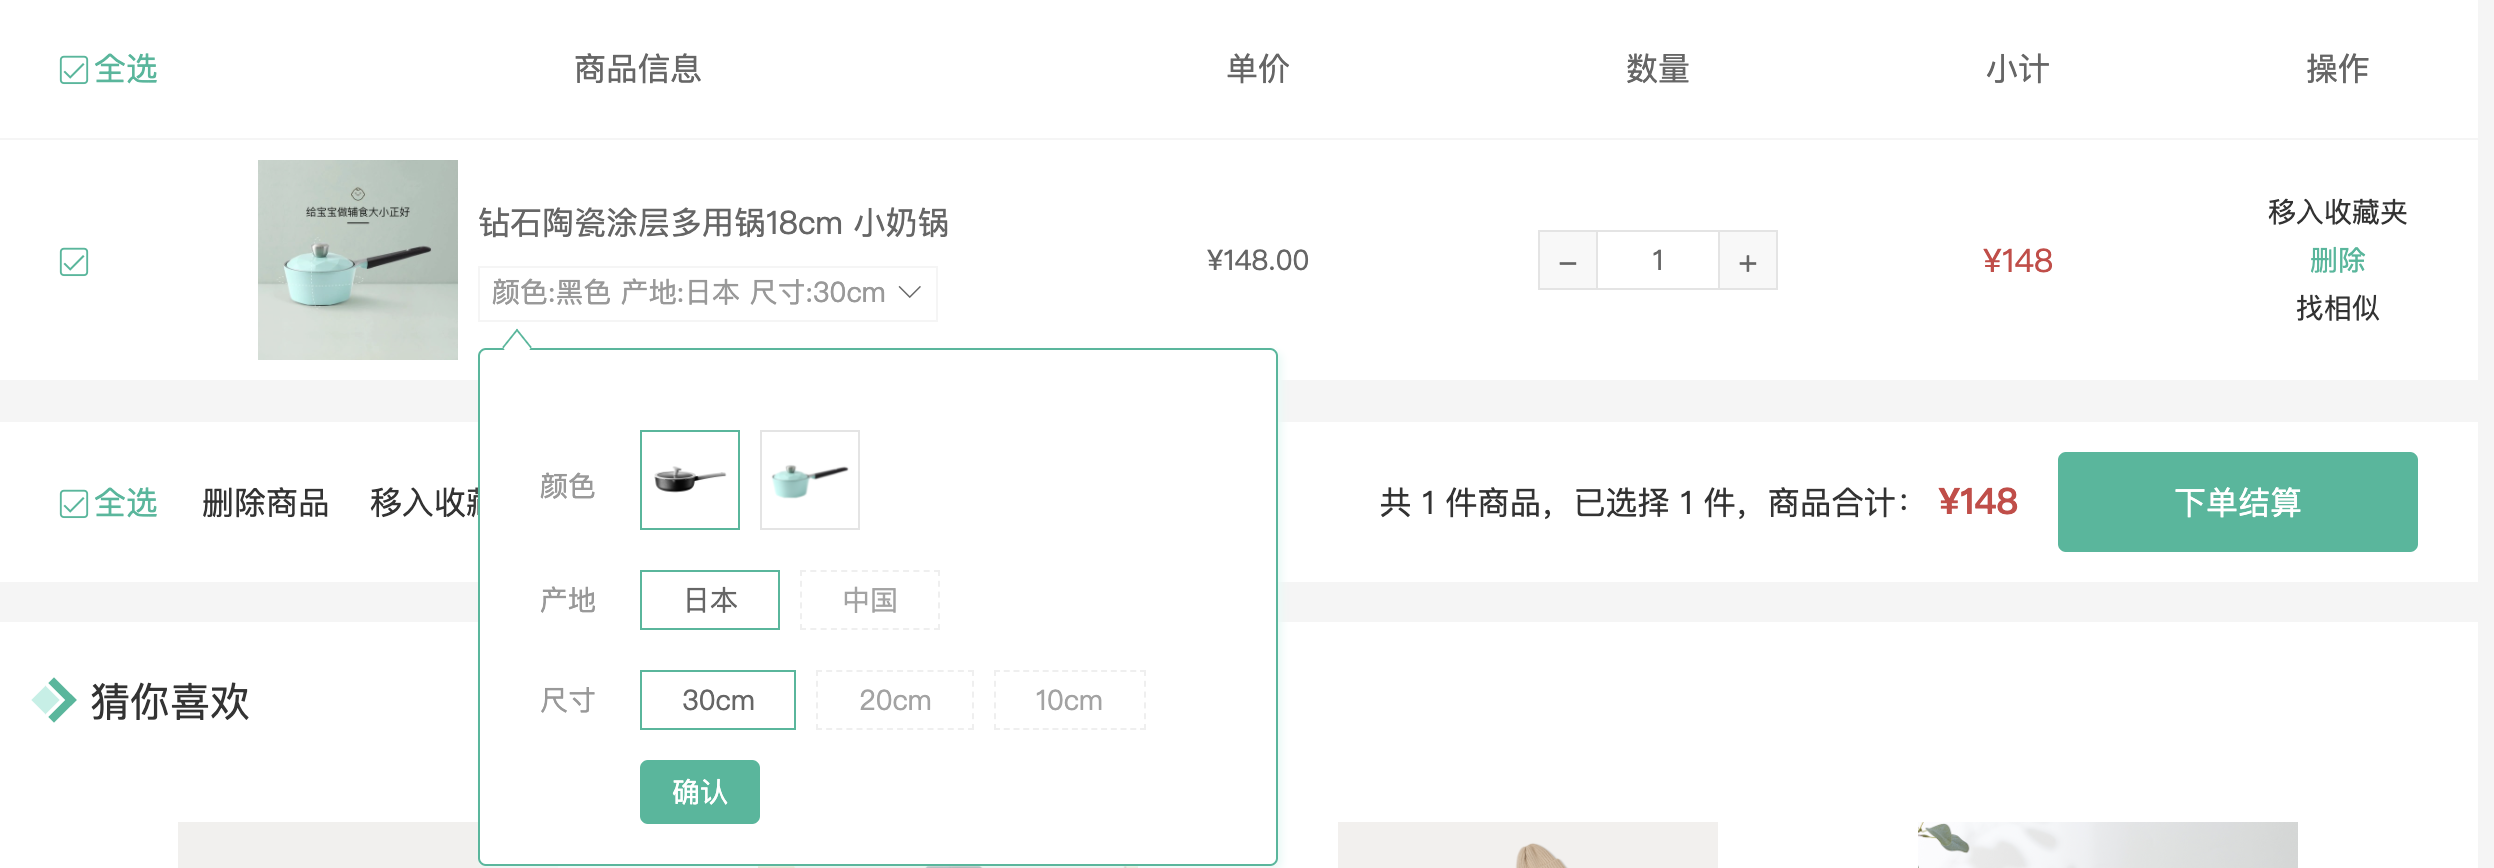 全选 商品信息 单价 数量 小计 操作
给宝宝做辅食大小正好
钻石陶瓷涂层多用锅18cm 小奶锅
颜色:黑色 产地:日本 尺寸:30cm
¥148.00
− 1 +
¥148
移入收藏夹
删除
找相似
颜色
产地 日本 中国
尺寸 30cm 20cm 10cm
确认
全选 删除商品 移入收
共 1 件商品，已选择 1 件，商品合计： ¥148 下单结算
猜你喜欢